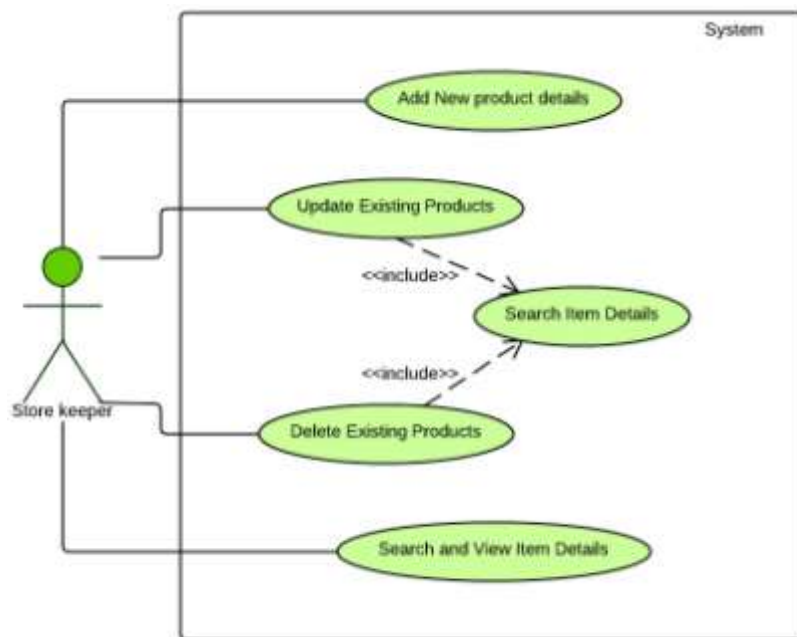 System
Add New product details
Update Existing Products
<<include>>
Search Item Details
<<include>>
Store keeper
Delete Existing Products
Search and View Item Details